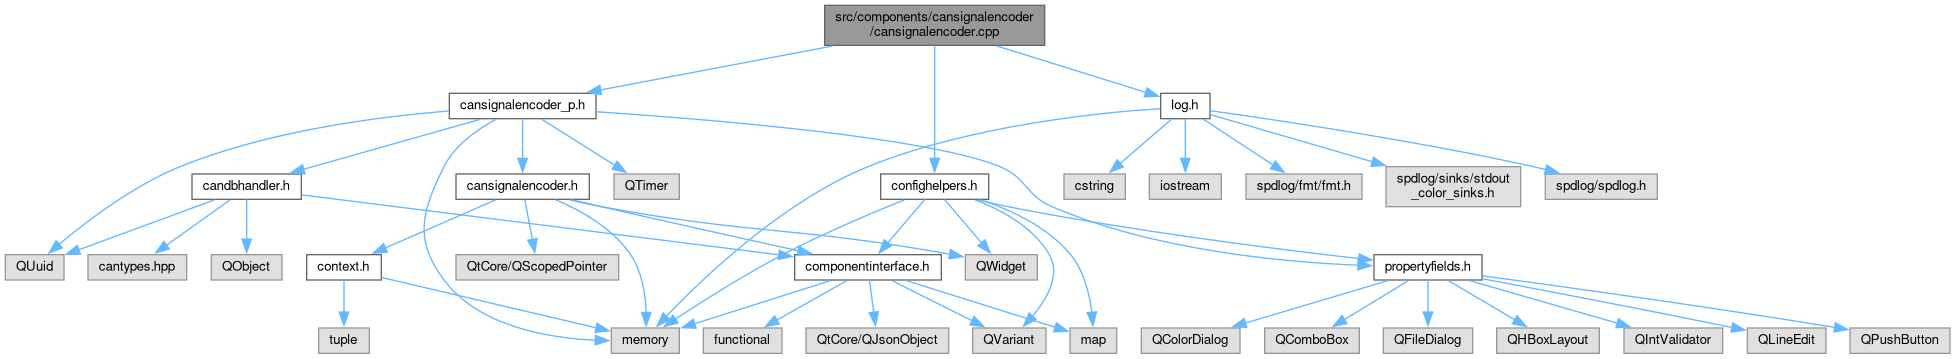 src/components/cansignalencoder
/cansignalencoder.cpp
cansignalencoder_p.h
log.h
candbhandler.h
cansignalencoder.h
QTimer
confighelpers.h
cstring
iostream
spdlog/fmt/fmt.h
spdlog/sinks/stdout
_color_sinks.h
spdlog/spdlog.h
QUuid
cantypes.hpp
QObject
context.h
QtCore/QScopedPointer
componentinterface.h
QWidget
propertyfields.h
tuple
memory
functional
QtCore/QJsonObject
QVariant
map
QColorDialog
QComboBox
QFileDialog
QHBoxLayout
QIntValidator
QLineEdit
QPushButton